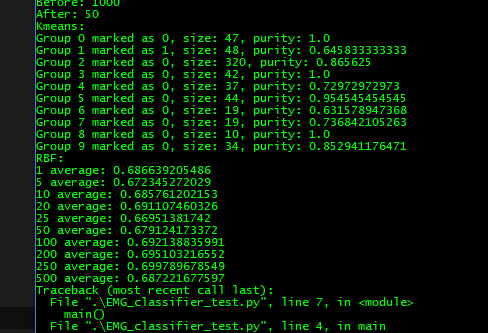 Before: 1000
After: 50
Kmeans:
Group 0 marked as 0, size: 47, purity: 1.0
Group 1 marked as 1, size: 48, purity: 0.645833333333
Group 2 marked as 0, size: 320, purity: 0.865625
Group 3 marked as 0, size: 42, purity: 1.0
Group 4 marked as 0, size: 37, purity: 0.72972972973
Group 5 marked as 0, size: 44, purity: 0.954545454545
Group 6 marked as 0, size: 19, purity: 0.631578947368
Group 7 marked as 0, size: 19, purity: 0.736842105263
Group 8 marked as 0, size: 10, purity: 1.0
Group 9 marked as 0, size: 34, purity: 0.852941176471
RBF:
1 average: 0.686639205486
5 average: 0.672345272029
10 average: 0.685761202153
20 average: 0.691107460326
25 average: 0.66951381742
50 average: 0.679124173372
100 average: 0.692138835991
200 average: 0.695103216552
250 average: 0.699789678549
500 average: 0.687221677597
Traceback (most recent call last):
  File ".\EMG_classifier_test.py", line 7, in <module>
    main()
  File ".\EMG_classifier_test.py", line 4, in main